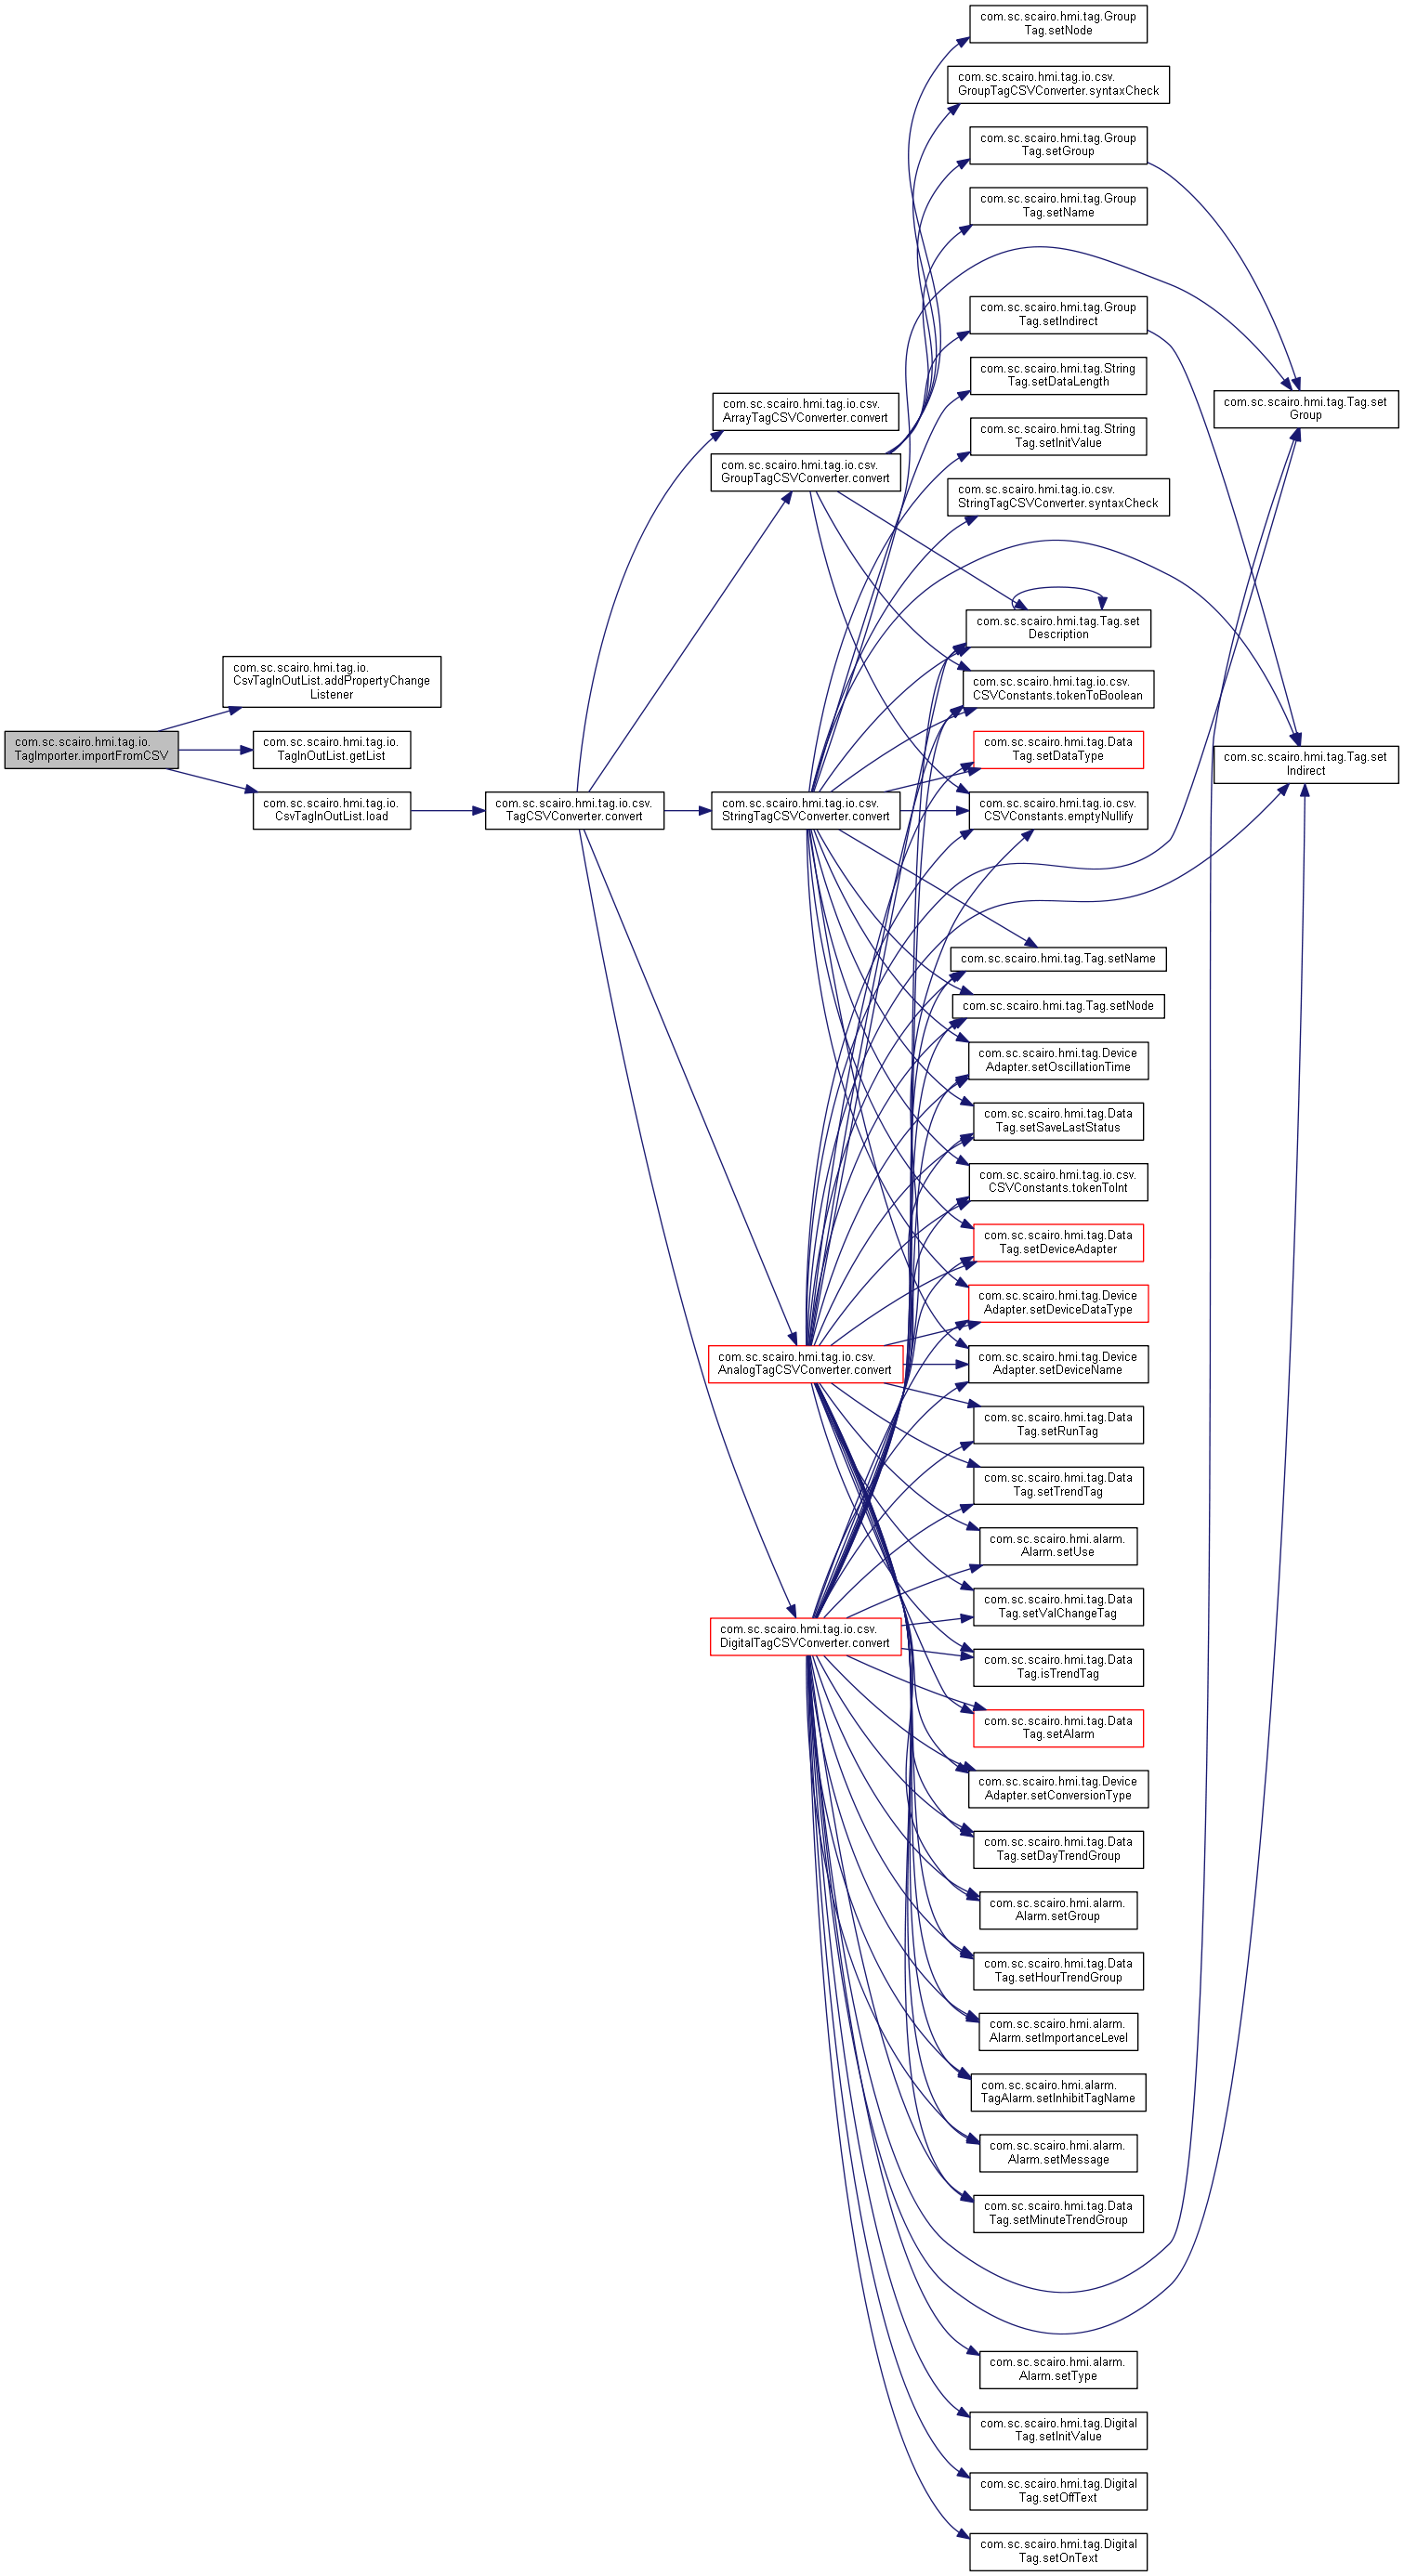 com.sc.scairo.hmi.tag.io.
TagImporter.importFromCSV
com.sc.scairo.hmi.tag.io.
CsvTagInOutList.addPropertyChange
Listener
com.sc.scairo.hmi.tag.io.
TagInOutList.getList
com.sc.scairo.hmi.tag.io.
CsvTagInOutList.load
com.sc.scairo.hmi.tag.io.csv.
TagCSVConverter.convert
com.sc.scairo.hmi.tag.io.csv.
ArrayTagCSVConverter.convert
com.sc.scairo.hmi.tag.io.csv.
GroupTagCSVConverter.convert
com.sc.scairo.hmi.tag.io.csv.
StringTagCSVConverter.convert
com.sc.scairo.hmi.tag.io.csv.
AnalogTagCSVConverter.convert
com.sc.scairo.hmi.tag.io.csv.
DigitalTagCSVConverter.convert
com.sc.scairo.hmi.tag.Group
Tag.setNode
com.sc.scairo.hmi.tag.io.csv.
GroupTagCSVConverter.syntaxCheck
com.sc.scairo.hmi.tag.Group
Tag.setGroup
com.sc.scairo.hmi.tag.Group
Tag.setName
com.sc.scairo.hmi.tag.Group
Tag.setIndirect
com.sc.scairo.hmi.tag.String
Tag.setDataLength
com.sc.scairo.hmi.tag.String
Tag.setInitValue
com.sc.scairo.hmi.tag.io.csv.
StringTagCSVConverter.syntaxCheck
com.sc.scairo.hmi.tag.Tag.set
Description
com.sc.scairo.hmi.tag.io.csv.
CSVConstants.tokenToBoolean
com.sc.scairo.hmi.tag.Data
Tag.setDataType
com.sc.scairo.hmi.tag.io.csv.
CSVConstants.emptyNullify
com.sc.scairo.hmi.tag.Tag.setName
com.sc.scairo.hmi.tag.Tag.setNode
com.sc.scairo.hmi.tag.Device
Adapter.setOscillationTime
com.sc.scairo.hmi.tag.Data
Tag.setSaveLastStatus
com.sc.scairo.hmi.tag.io.csv.
CSVConstants.tokenToInt
com.sc.scairo.hmi.tag.Data
Tag.setDeviceAdapter
com.sc.scairo.hmi.tag.Device
Adapter.setDeviceDataType
com.sc.scairo.hmi.tag.Device
Adapter.setDeviceName
com.sc.scairo.hmi.tag.Data
Tag.setRunTag
com.sc.scairo.hmi.tag.Data
Tag.setTrendTag
com.sc.scairo.hmi.alarm.
Alarm.setUse
com.sc.scairo.hmi.tag.Data
Tag.setValChangeTag
com.sc.scairo.hmi.tag.Data
Tag.isTrendTag
com.sc.scairo.hmi.tag.Data
Tag.setAlarm
com.sc.scairo.hmi.tag.Device
Adapter.setConversionType
com.sc.scairo.hmi.tag.Data
Tag.setDayTrendGroup
com.sc.scairo.hmi.alarm.
Alarm.setGroup
com.sc.scairo.hmi.tag.Data
Tag.setHourTrendGroup
com.sc.scairo.hmi.alarm.
Alarm.setImportanceLevel
com.sc.scairo.hmi.alarm.
TagAlarm.setInhibitTagName
com.sc.scairo.hmi.alarm.
Alarm.setMessage
com.sc.scairo.hmi.tag.Data
Tag.setMinuteTrendGroup
com.sc.scairo.hmi.alarm.
Alarm.setType
com.sc.scairo.hmi.tag.Digital
Tag.setInitValue
com.sc.scairo.hmi.tag.Digital
Tag.setOffText
com.sc.scairo.hmi.tag.Digital
Tag.setOnText
com.sc.scairo.hmi.tag.Tag.set
Group
com.sc.scairo.hmi.tag.Tag.set
Indirect